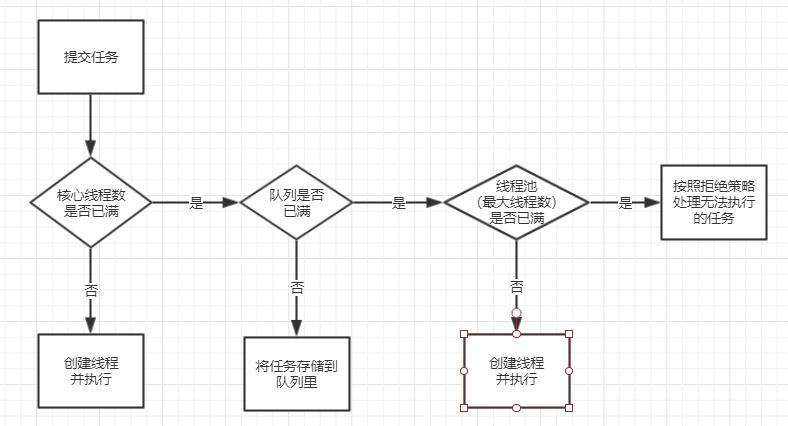 提交任务
核心线程数
是否已满
是
队列是否
已满
是
线程池
（最大线程数）
是否已满
是
按照拒绝策略
处理无法执行
的任务
否
否
否
创建线程
并执行
将任务存储到
队列里
创建线程
并执行